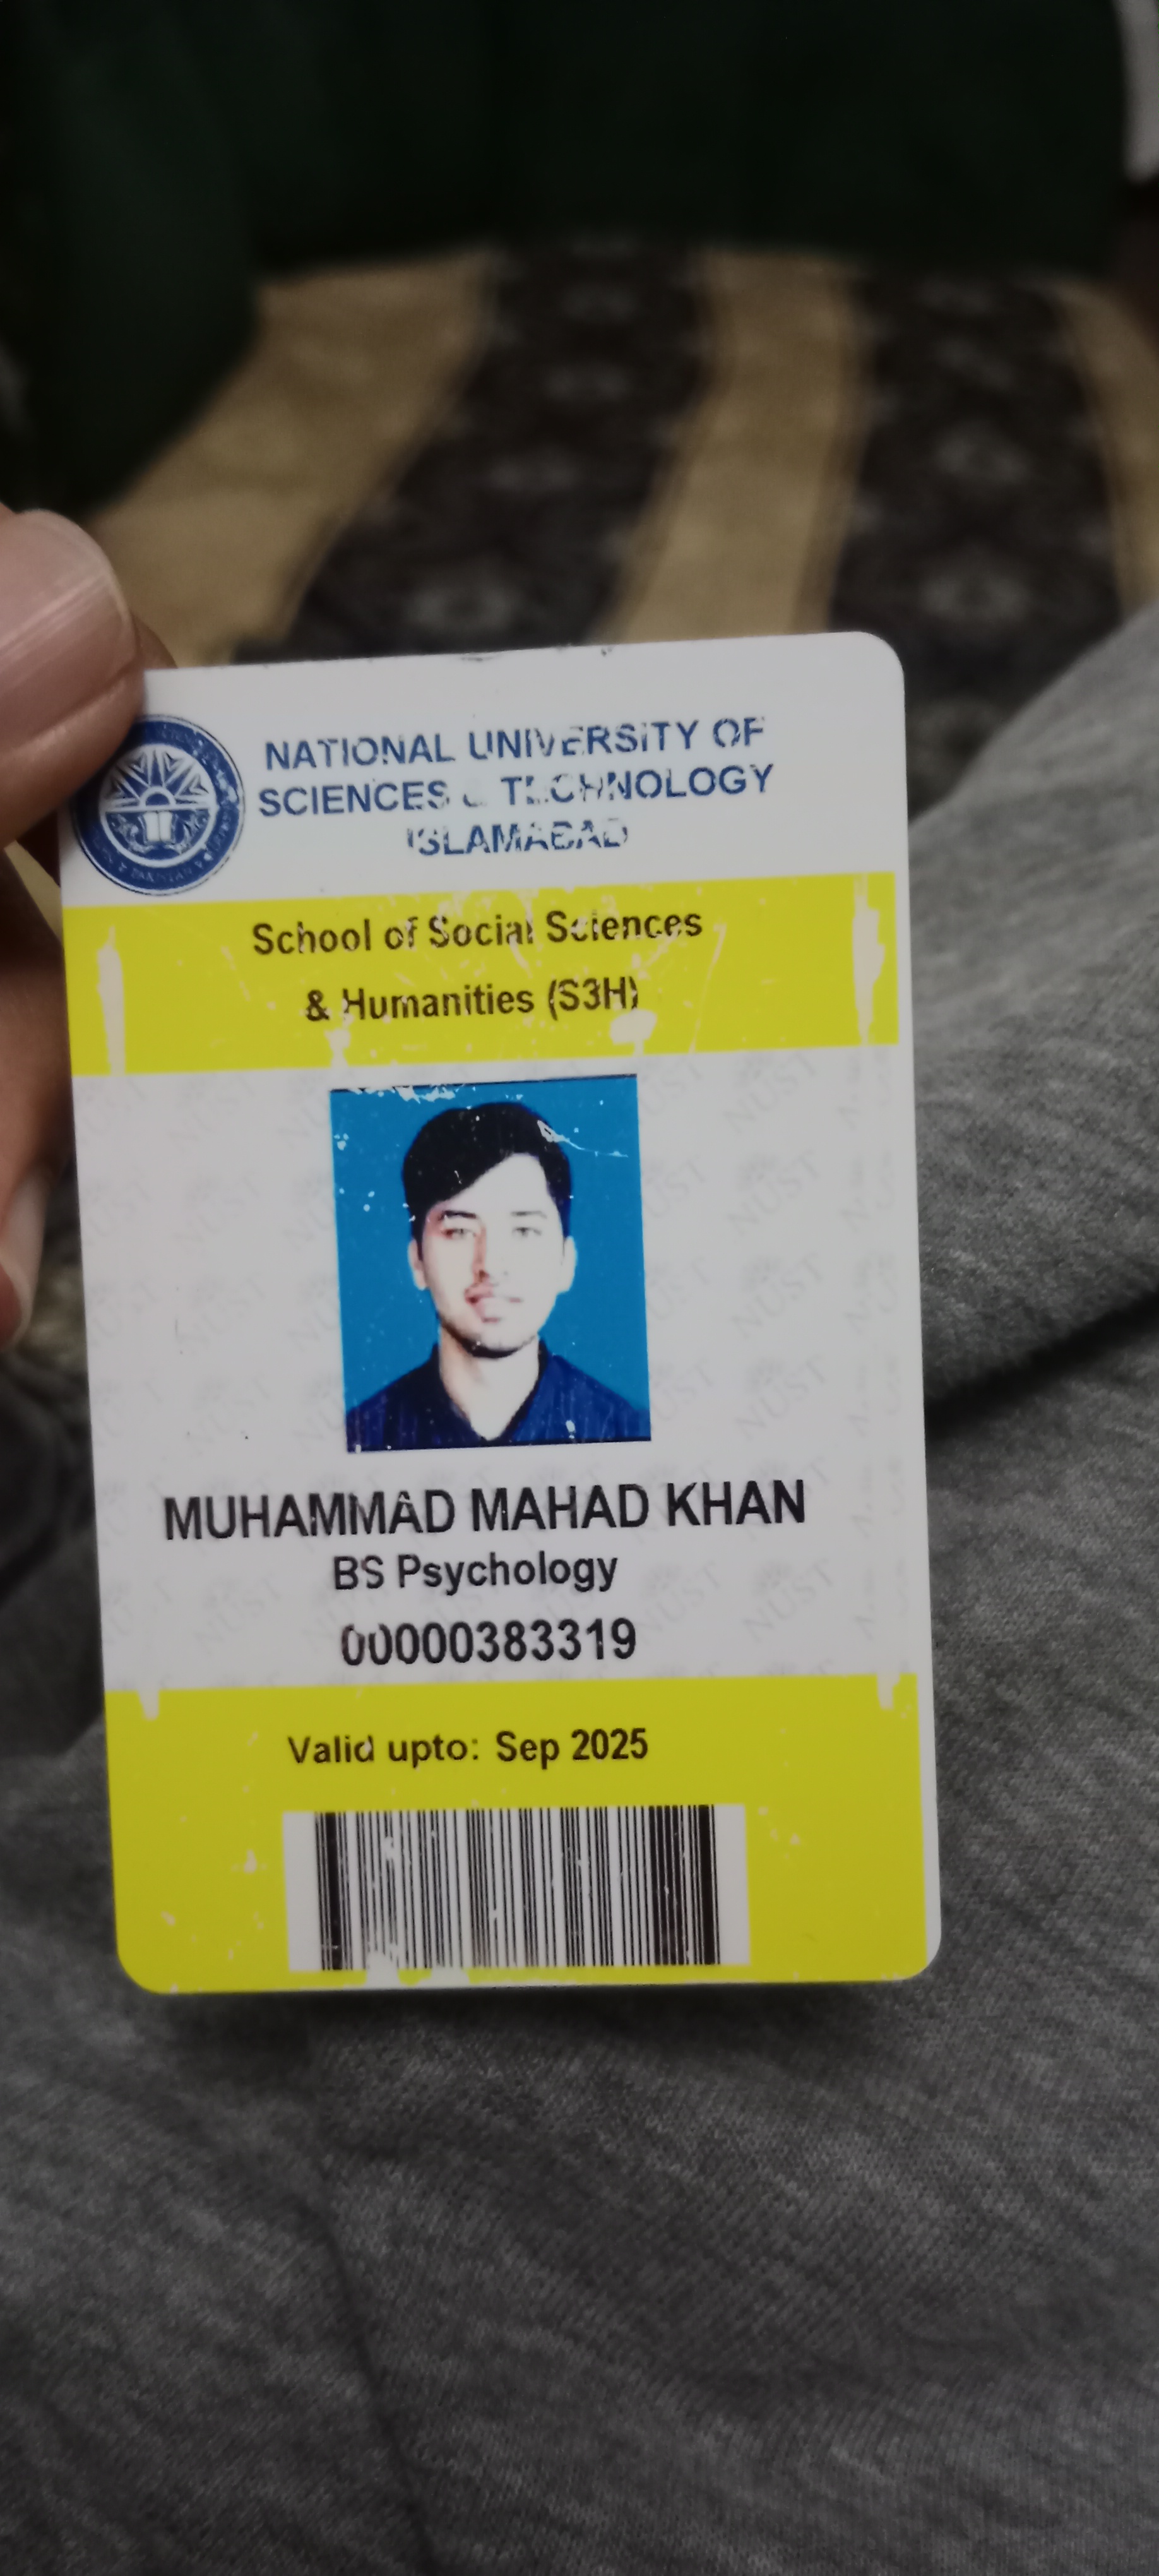 NATIONAL UNIVERSITY OF
SCIENCES & TECHNOLOGY
ISLAMABAD
School of Social Sciences
& Humanities (S3H)
MUHAMMAD MAHAD KHAN
BS Psychology
00000383319
Valid upto: Sep 2025
NUST